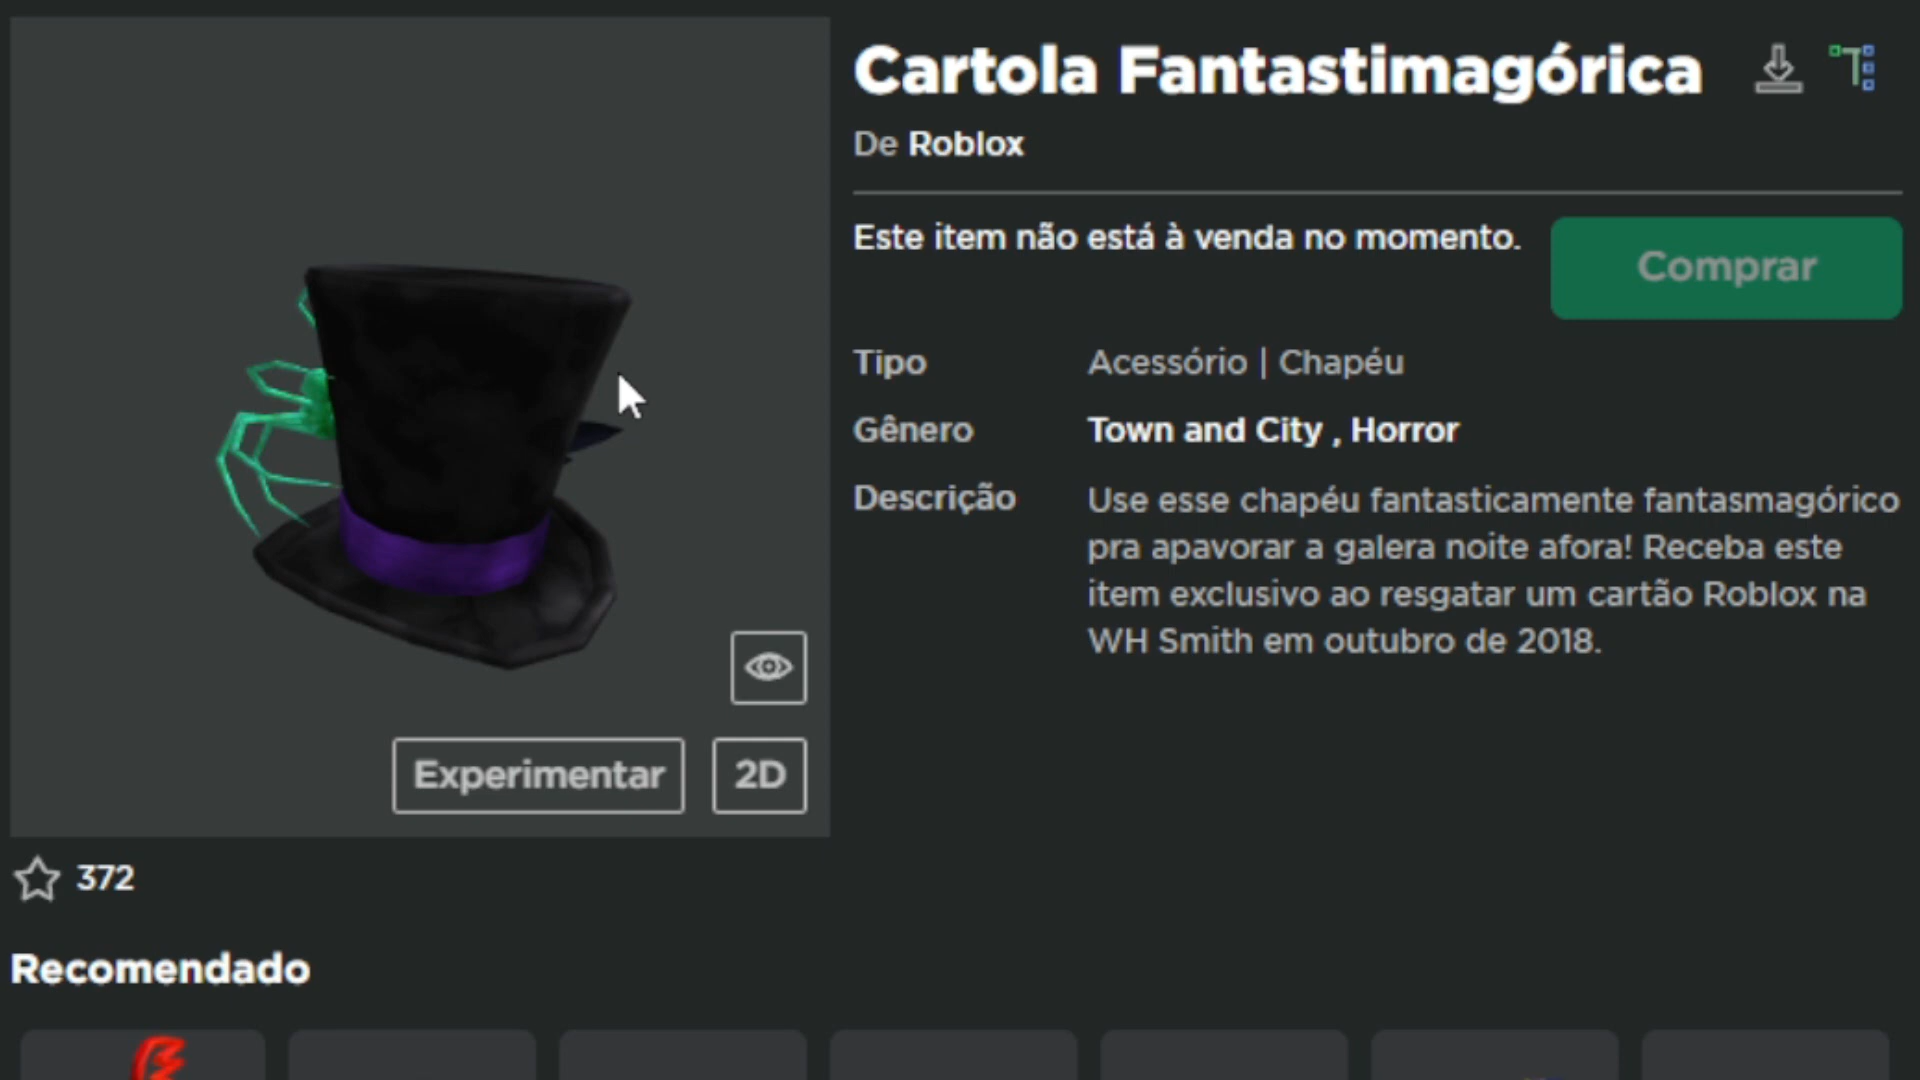 Cartola Fantastimagórica
De Roblox
Este item não está à venda no momento.
Comprar
Tipo Acessório | Chapéu
Gênero Town and City , Horror
Descrição Use esse chapéu fantasticamente fantasmagórico
pra apavorar a galera noite afora! Receba este
item exclusivo ao resgatar um cartão Roblox na
WH Smith em outubro de 2018.
Experimentar 2D
372
Recomendado